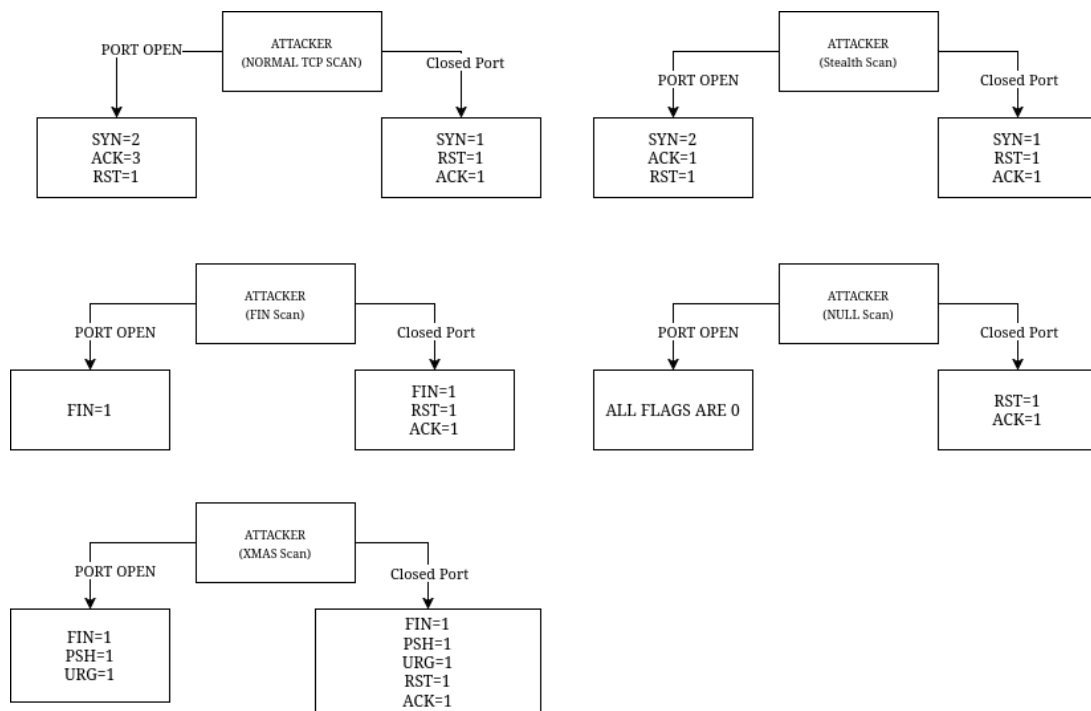 ATTACKER
(NORMAL TCP SCAN)
PORT OPEN
Closed Port
SYN=2
ACK=3
RST=1
SYN=1
RST=1
ACK=1
ATTACKER
(Stealth Scan)
PORT OPEN
Closed Port
SYN=2
ACK=1
RST=1
SYN=1
RST=1
ACK=1
ATTACKER
(FIN Scan)
PORT OPEN
Closed Port
FIN=1
FIN=1
RST=1
ACK=1
ATTACKER
(NULL Scan)
PORT OPEN
Closed Port
ALL FLAGS ARE 0
RST=1
ACK=1
ATTACKER
(XMAS Scan)
PORT OPEN
Closed Port
FIN=1
PSH=1
URG=1
FIN=1
PSH=1
URG=1
RST=1
ACK=1